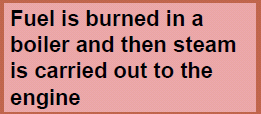 Fuel is burned in a
boiler and then steam
is carried out to the
engine